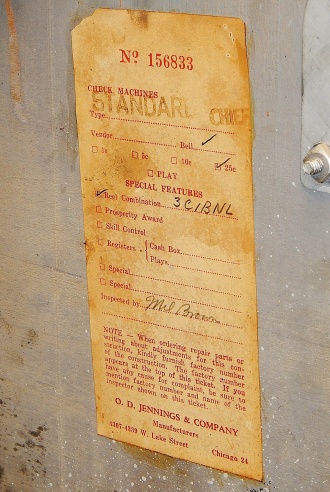 Nº 156833
CHECK MACHINES
STANDARD CHIEF
Type
Vendor Bell ✓
1c 5c 10c ✓ 25c
PLAY
SPECIAL FEATURES
✓ Reel Combination 3C1BNL
Prosperity Award
Skill Control
Registers { Cash Box
Plays
Special
Special
Inspected by Mel Brown
NOTE — When ordering repair parts or
writing about adjustments for this con-
struction, kindly furnish factory number
of the construction. The factory number
appears at the top of this ticket. If you
have any cause for complaint, be sure to
mention factory number and name of the
inspector shown on this ticket.
O. D. JENNINGS & COMPANY
Manufacturers
4307-4339 W. Lake Street
Chicago 24